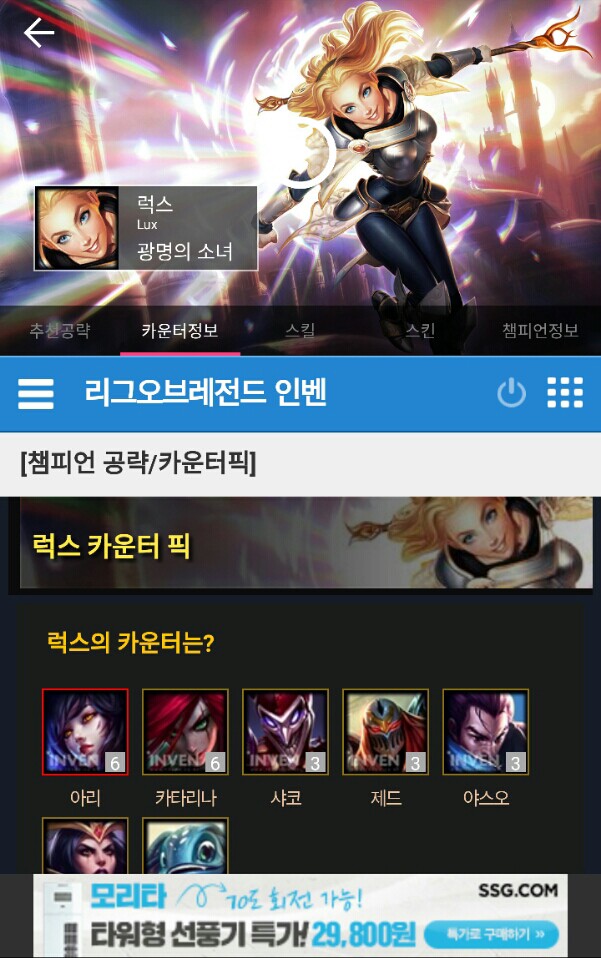 럭스
Lux
광명의 소녀
추천공략 카운터정보 스킬 스킨 챔피언정보
리그오브레전드 인벤
[챔피언 공략/카운터픽]
럭스 카운터 픽
럭스의 카운터는?
INVEN 6 INVEN 6 INVEN 3 INVEN 3 INVEN 3
아리 카타리나 샤코 제드 야스오
모리타 70도 회전 가능! SSG.COM
타워형 선풍기 특가! 29,800원 특가로 구매하기 »